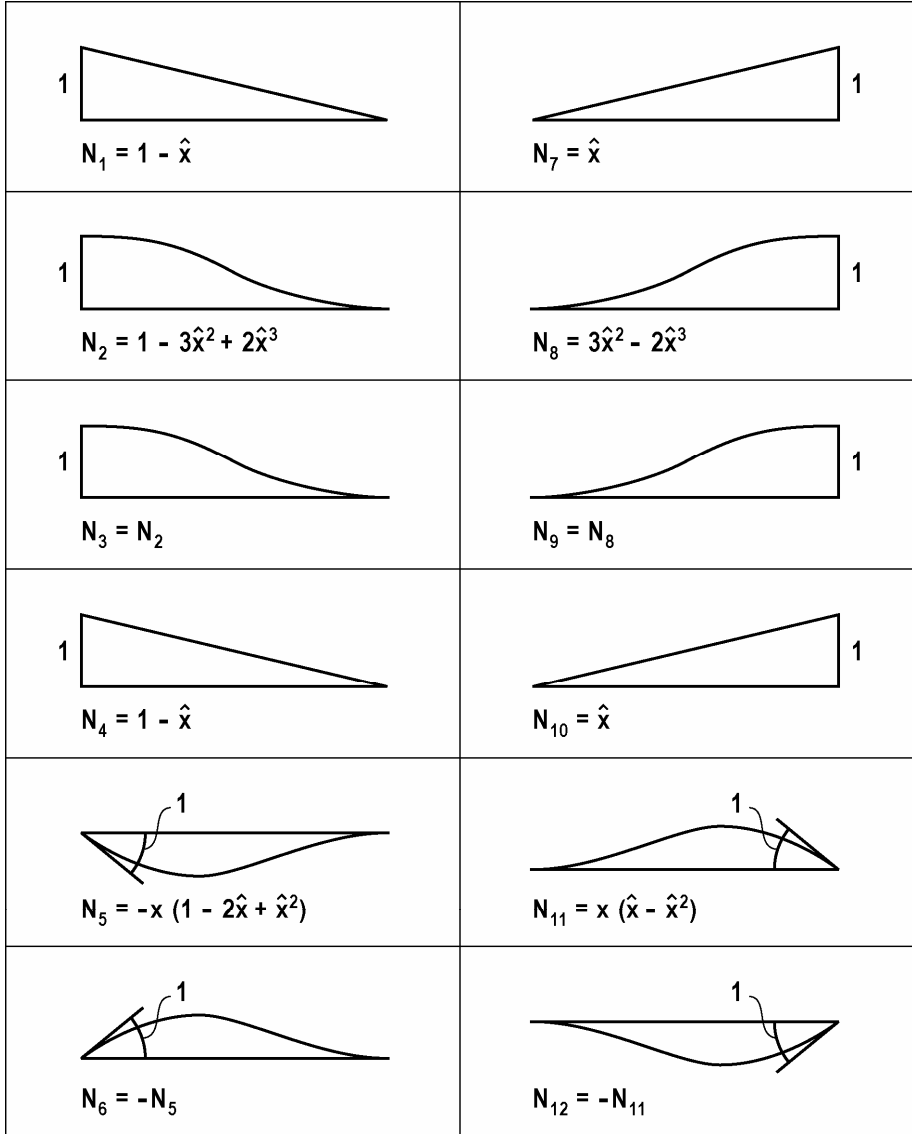 1
1
N₁ = 1 - x̂
N₇ = x̂
1
1
N₂ = 1 - 3x̂² + 2x̂³
N₈ = 3x̂² - 2x̂³
1
1
N₃ = N₂
N₉ = N₈
1
1
N₄ = 1 - x̂
N₁₀ = x̂
1
1
N₅ = -x (1 - 2x̂ + x̂²)
N₁₁ = x (x̂ - x̂²)
1
1
N₆ = -N₅
N₁₂ = -N₁₁